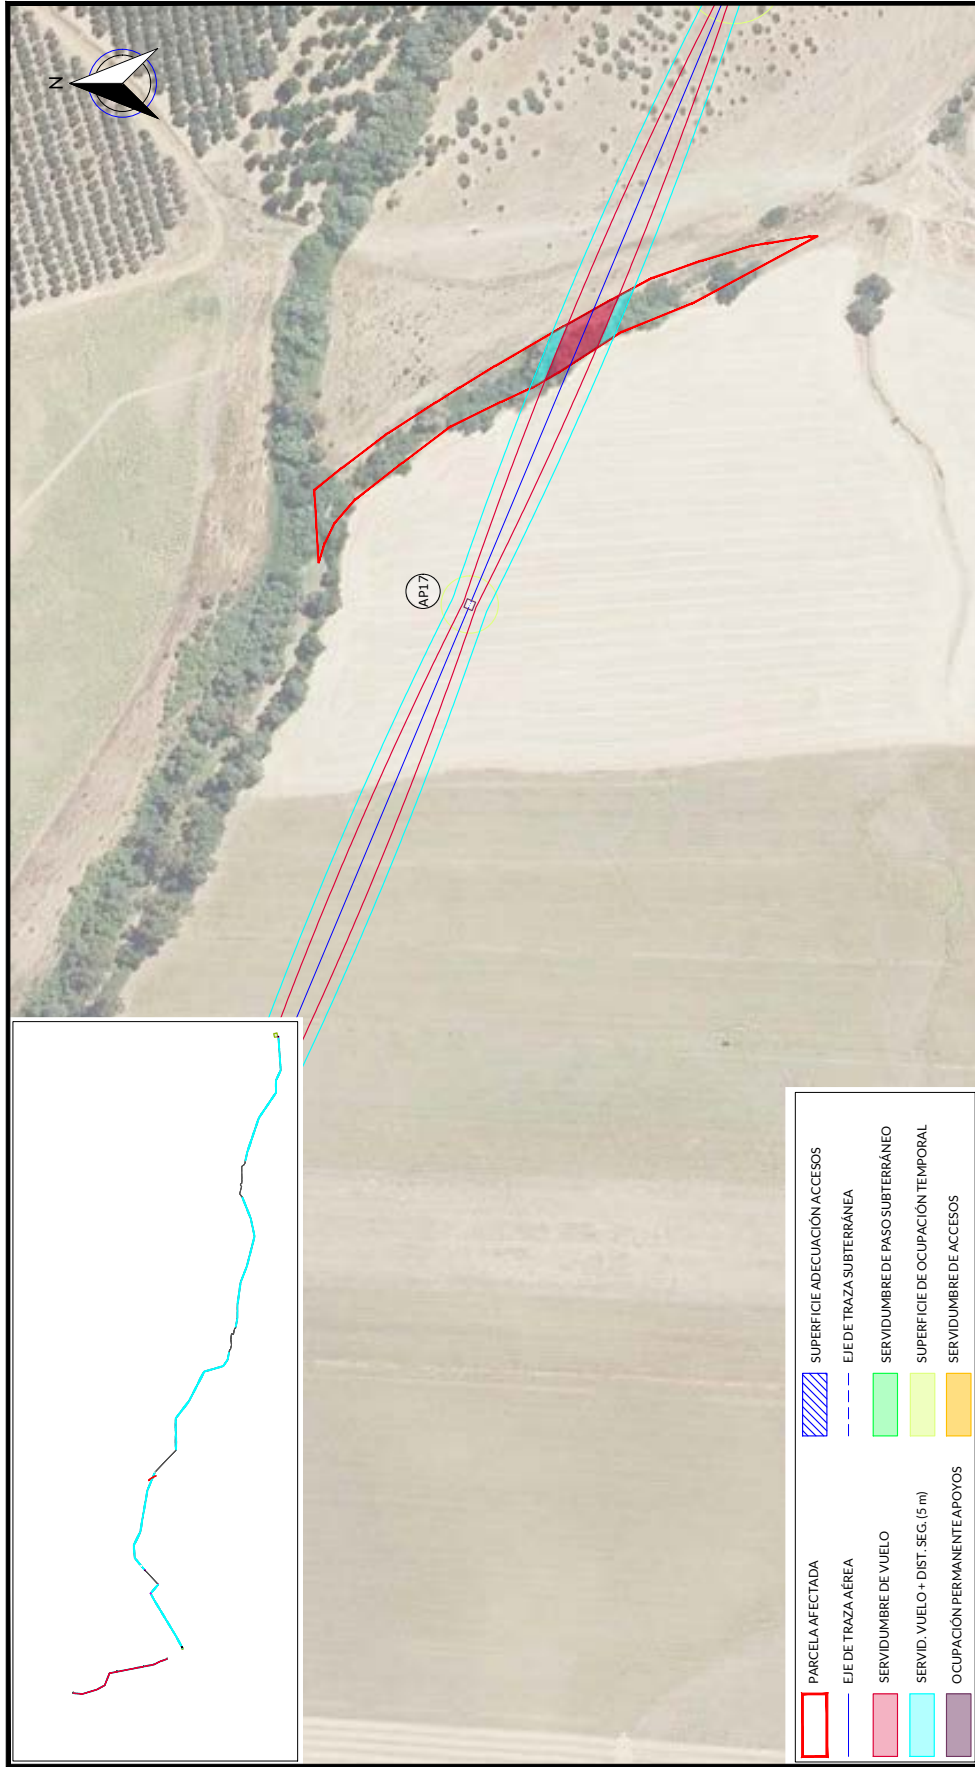 N
AP17
PARCELA AFECTADA
EJE DE TRAZA AÉREA
SERVIDUMBRE DE VUELO
SERVID. VUELO + DIST. SEG. (5 m)
OCUPACIÓN PERMANENTE APOYOS
SUPERFICIE ADECUACIÓN ACCESOS
EJE DE TRAZA SUBTERRÁNEA
SERVIDUMBRE DE PASO SUBTERRÁNEO
SUPERFICIE DE OCUPACIÓN TEMPORAL
SERVIDUMBRE DE ACCESOS